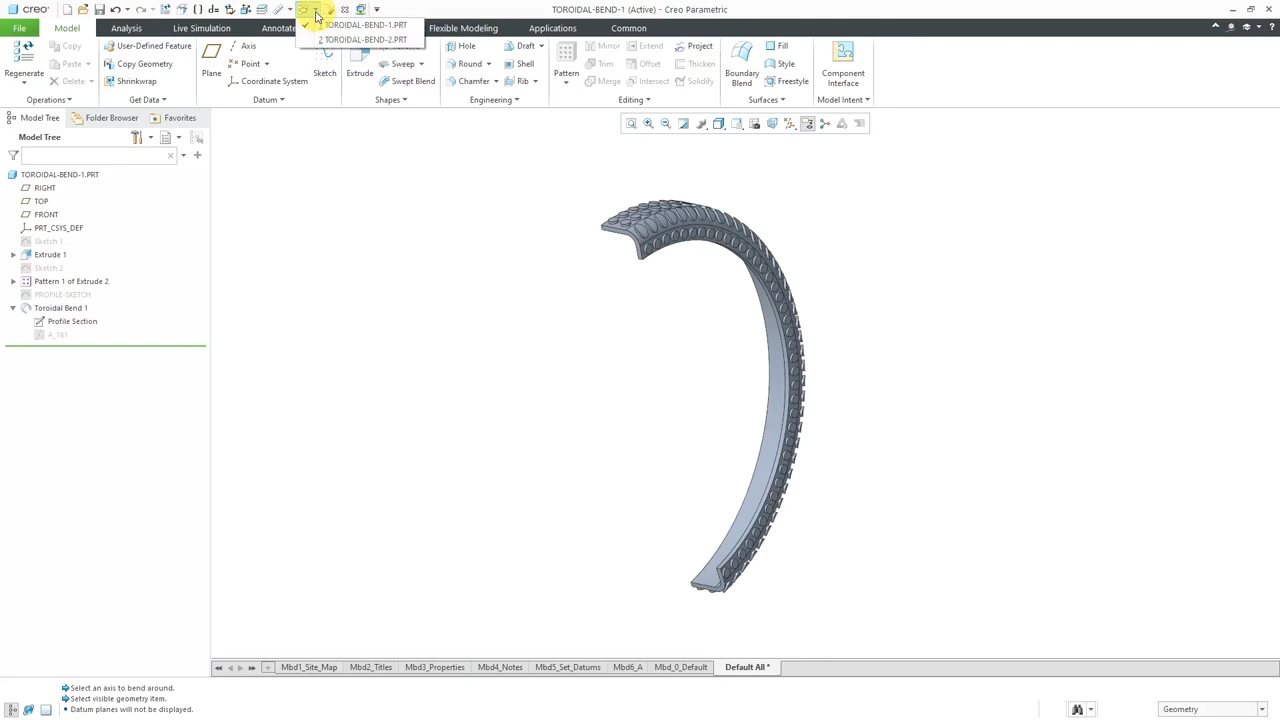 creo
TOROIDAL-BEND-1 (Active) - Creo Parametric
File
Model
Analysis
Live Simulation
Annotate
Flexible Modeling
Applications
Common
TOROIDAL-BEND-1.PRT
2 TOROIDAL-BEND-2.PRT
Regenerate
Copy
Paste
Delete
Operations
User-Defined Feature
Copy Geometry
Shrinkwrap
Get Data
Plane
Axis
Point
Coordinate System
Sketch
Datum
Extrude
Sweep
Swept Blend
Shapes
Hole
Round
Chamfer
Draft
Shell
Rib
Engineering
Pattern
Mirror
Extend
Project
Trim
Offset
Thicken
Merge
Intersect
Solidify
Editing
Boundary
Blend
Fill
Style
Freestyle
Surfaces
Component
Interface
Model Intent
Model Tree
Folder Browser
Favorites
Model Tree
TOROIDAL-BEND-1.PRT
RIGHT
TOP
FRONT
PRT_CSYS_DEF
Sketch 1
Extrude 1
Sketch 2
Pattern 1 of Extrude 2
PROFILE-SKETCH
Toroidal Bend 1
Profile Section
A_161
Mbd1_Site_Map
Mbd2_Titles
Mbd3_Properties
Mbd4_Notes
Mbd5_Set_Datums
Mbd6_A
Mbd_0_Default
Default All *
Select an axis to bend around.
Select visible geometry item.
• Datum planes will not be displayed.
Geometry